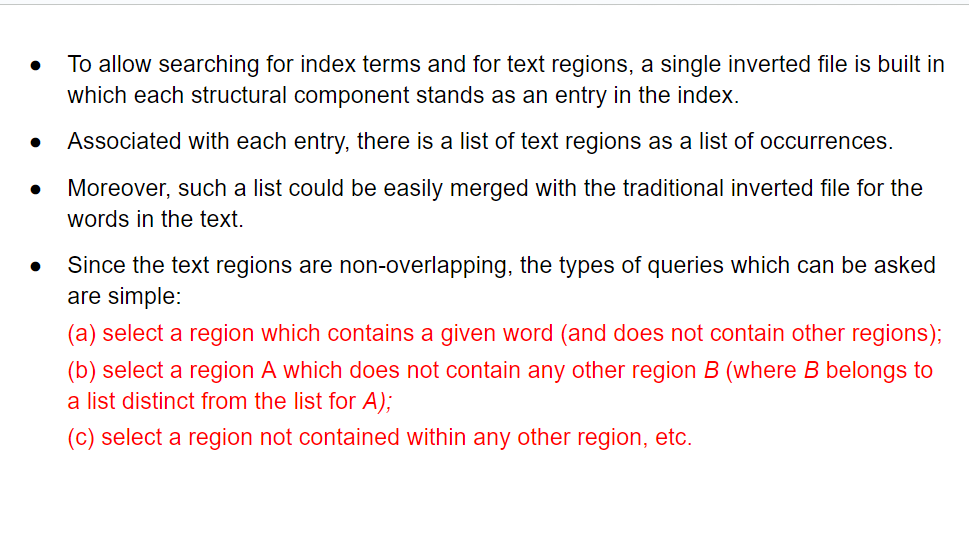 ● To allow searching for index terms and for text regions, a single inverted file is built in
which each structural component stands as an entry in the index.
● Associated with each entry, there is a list of text regions as a list of occurrences.
● Moreover, such a list could be easily merged with the traditional inverted file for the
words in the text.
● Since the text regions are non-overlapping, the types of queries which can be asked
are simple:
(a) select a region which contains a given word (and does not contain other regions);
(b) select a region A which does not contain any other region B (where B belongs to
a list distinct from the list for A);
(c) select a region not contained within any other region, etc.